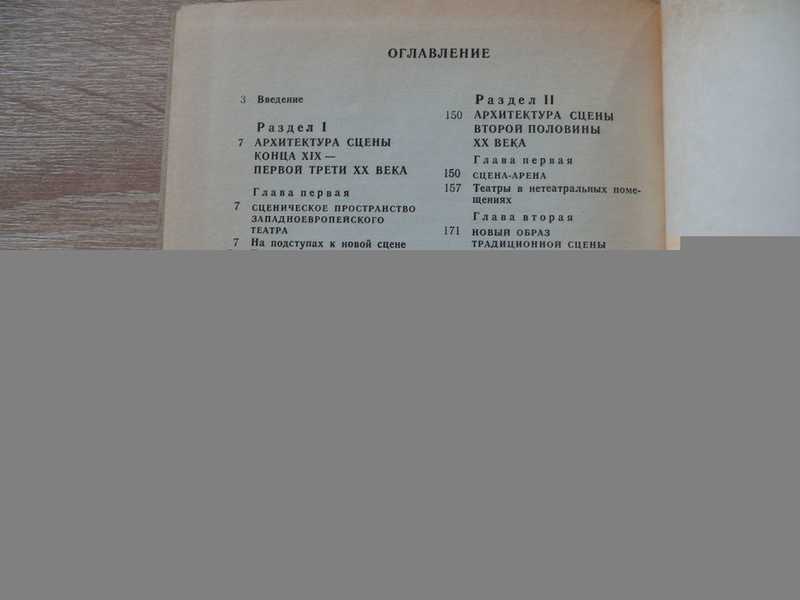 ОГЛАВЛЕНИЕ
3 Введение
Раздел I
7 АРХИТЕКТУРА СЦЕНЫ
КОНЦА XIX —
ПЕРВОЙ ТРЕТИ XX ВЕКА
Глава первая
7 СЦЕНИЧЕСКОЕ ПРОСТРАНСТВО
ЗАПАДНОЕВРОПЕЙСКОГО
ТЕАТРА
7 На подступах к новой сцене
Раздел II
150 АРХИТЕКТУРА СЦЕНЫ
ВТОРОЙ ПОЛОВИНЫ
XX ВЕКА
Глава первая
150 СЦЕНА-АРЕНА
157 Театры в нетеатральных поме-
щениях
Глава вторая
171 НОВЫЙ ОБРАЗ
ТРАДИЦИОННОЙ СЦЕНЫ